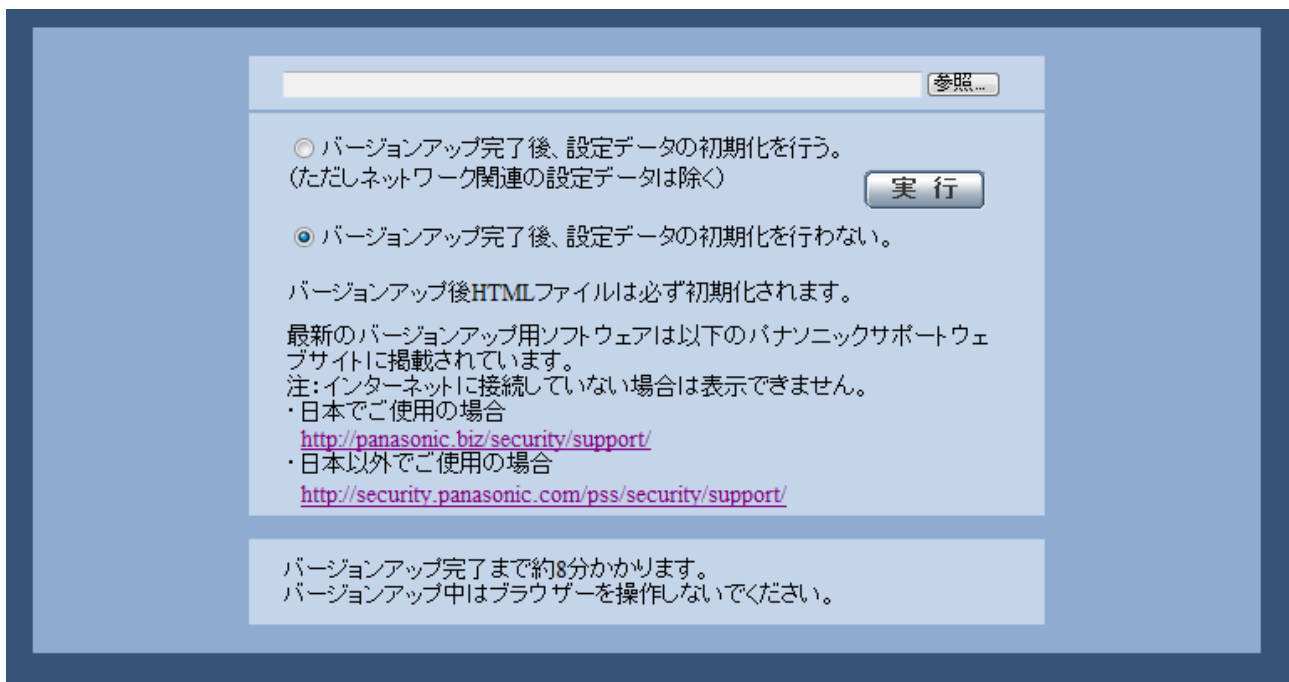 参照...
バージョンアップ完了後、設定データの初期化を行う。
(ただしネットワーク関連の設定データは除く)
実 行
バージョンアップ完了後、設定データの初期化を行わない。
バージョンアップ後HTMLファイルは必ず初期化されます。
最新のバージョンアップ用ソフトウェアは以下のパナソニックサポートウェ
ブサイトに掲載されています。
注:インターネットに接続していない場合は表示できません。
・日本でご使用の場合
http://panasonic.biz/security/support/
・日本以外でご使用の場合
http://security.panasonic.com/pss/security/support/
バージョンアップ完了まで約8分かかります。
バージョンアップ中はブラウザーを操作しないでください。